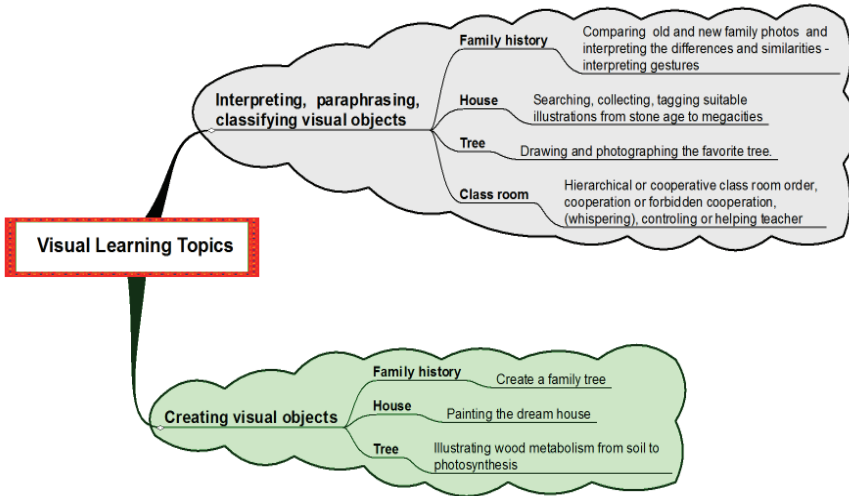 Visual Learning Topics
Interpreting, paraphrasing,
classifying visual objects
Family history
Comparing old and new family photos and
interpreting the differences and similarities -
interpreting gestures
House
Searching, collecting, tagging suitable
illustrations from stone age to megacities
Tree
Drawing and photographing the favorite tree.
Class room
Hierarchical or cooperative class room order,
cooperation or forbidden cooperation,
(whispering), controling or helping teacher
Creating visual objects
Family history
Create a family tree
House
Painting the dream house
Tree
Illustrating wood metabolism from soil to
photosynthesis